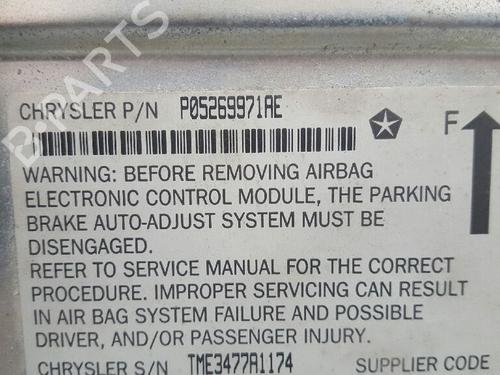 CHRYSLER P/N P05269971AE
F
WARNING: BEFORE REMOVING AIRBAG
ELECTRONIC CONTROL MODULE, THE PARKING
BRAKE AUTO-ADJUST SYSTEM MUST BE
DISENGAGED.
REFER TO SERVICE MANUAL FOR THE CORRECT
PROCEDURE. IMPROPER SERVICING CAN RESULT
IN AIR BAG SYSTEM FAILURE AND POSSIBLE
DRIVER, AND/OR PASSENGER INJURY.
CHRYSLER S/N TME3477A1174 SUPPLIER CODE
B-PARTS